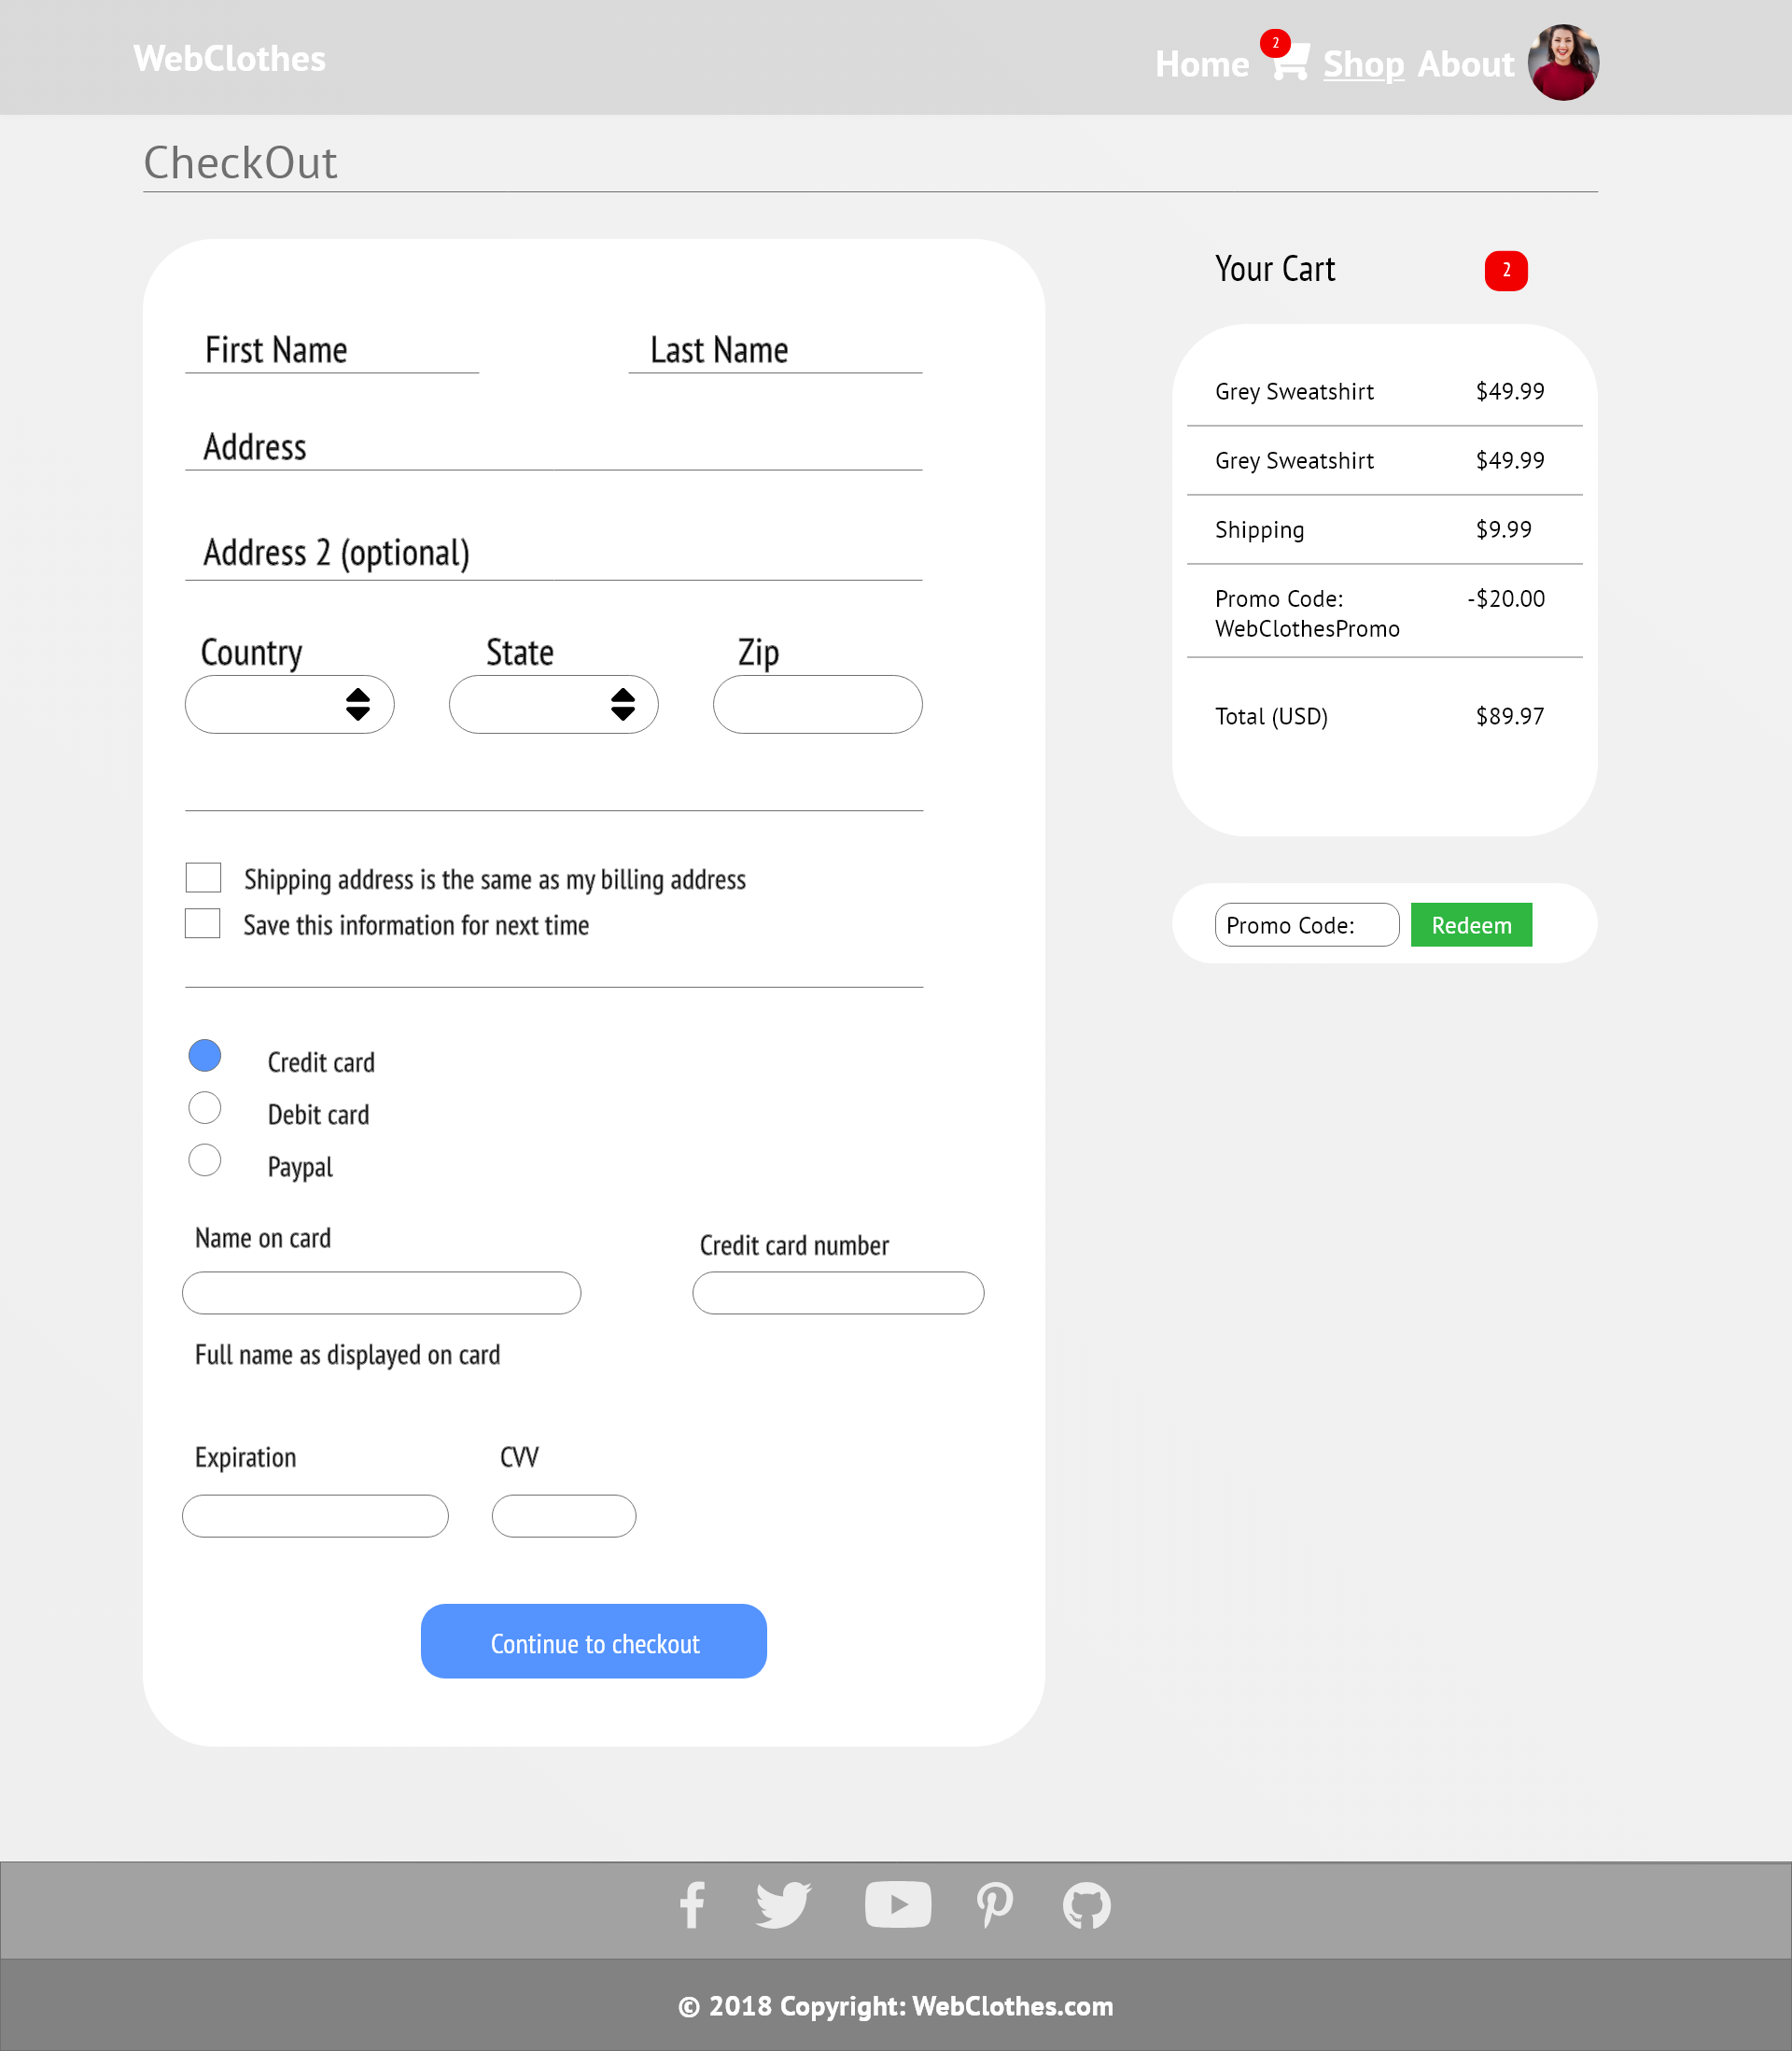 WebClothes
Home 2 Shop About
CheckOut
First Name Last Name
Address
Address 2 (optional)
Country State Zip
Shipping address is the same as my billing address
Save this information for next time
Credit card
Debit card
Paypal
Name on card Credit card number
Full name as displayed on card
Expiration CVV
Continue to checkout
Your Cart 2
Grey Sweatshirt $49.99
Grey Sweatshirt $49.99
Shipping $9.99
Promo Code: -$20.00
WebClothesPromo
Total (USD) $89.97
Promo Code: Redeem
© 2018 Copyright: WebClothes.com